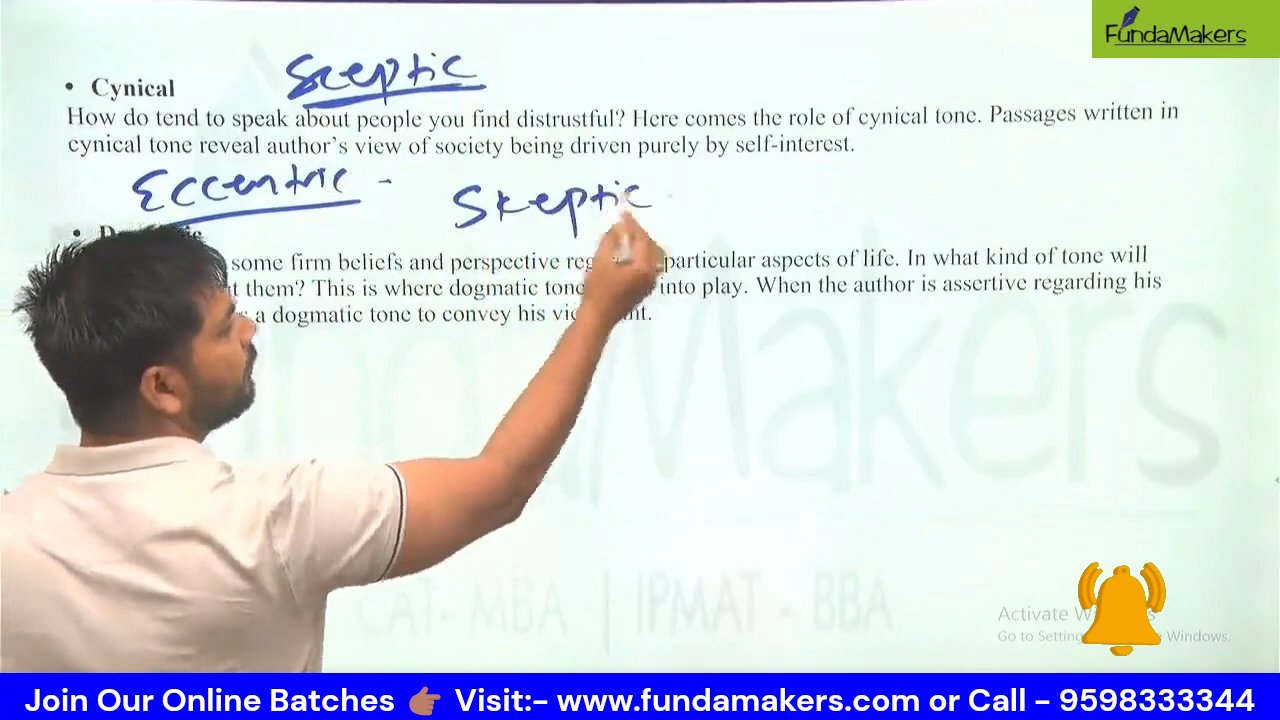 FundaMakers
Sceptic
• Cynical
How do tend to speak about people you find distrustful? Here comes the role of cynical tone. Passages written in
cynical tone reveal author's view of society being driven purely by self-interest.
Eccentric -
Skeptic
some firm beliefs and perspective particular aspects of life. In what kind of tone will
them? This is where dogmatic tone into play. When the author is assertive regarding his
a dogmatic tone to convey his
FundaMakers
CAT - MBA | IPMAT - BBA
Activate
Go to Windows.
Join Our Online Batches Visit:- www.fundamakers.com or Call - 9598333344